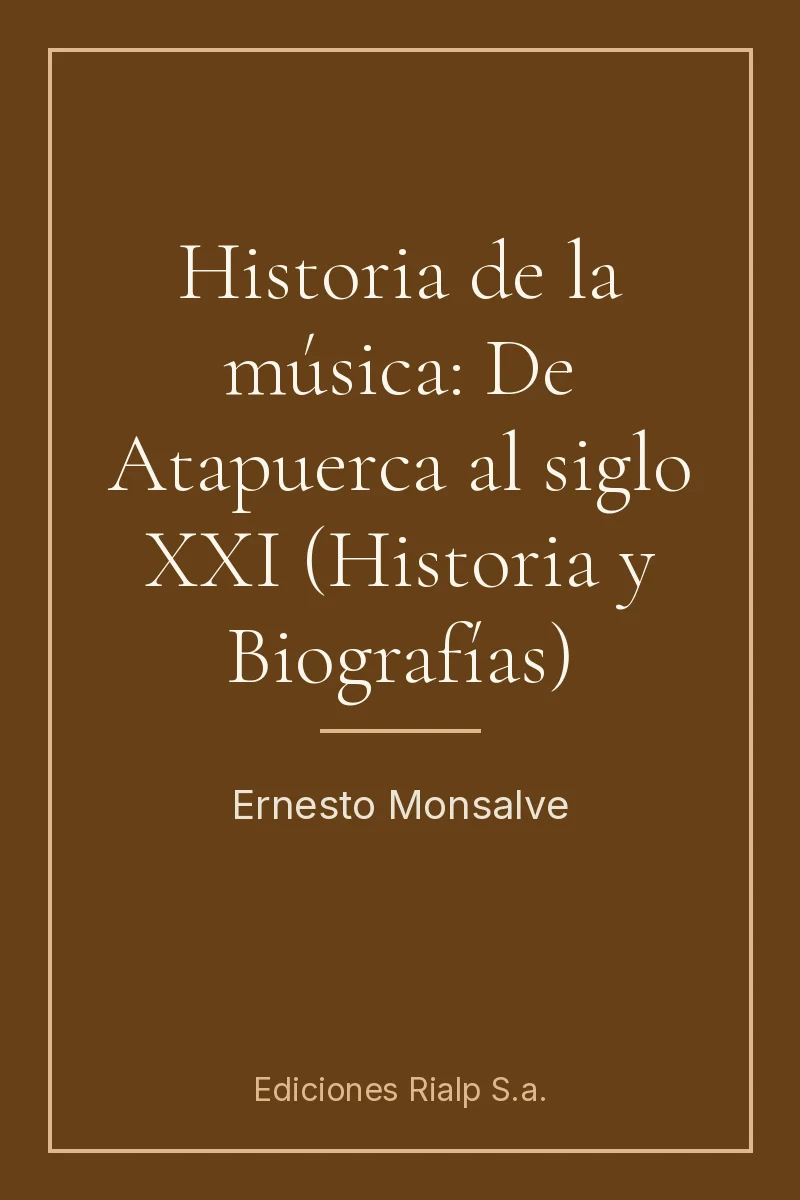 Historia de la
música: De
Atapuerca al siglo
XXI (Historia y
Biografías)
Ernesto Monsalve
Ediciones Rialp S.a.